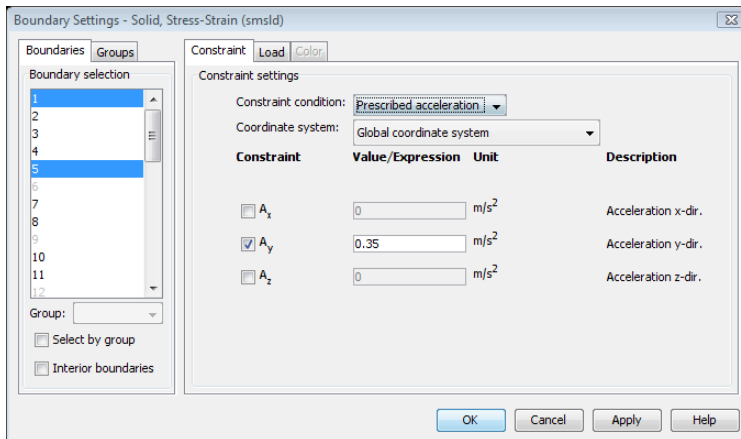 Boundary Settings - Solid, Stress-Strain (smsld)
Boundaries Groups
Boundary selection
1
2
3
4
5
6
7
8
9
10
11
12
Group:
Select by group
Interior boundaries
Constraint Load Color
Constraint settings
Constraint condition: Prescribed acceleration
Coordinate system: Global coordinate system
Constraint Value/Expression Unit Description
Ax 0 m/s² Acceleration x-dir.
Ay 0.35 m/s² Acceleration y-dir.
Az 0 m/s² Acceleration z-dir.
OK Cancel Apply Help